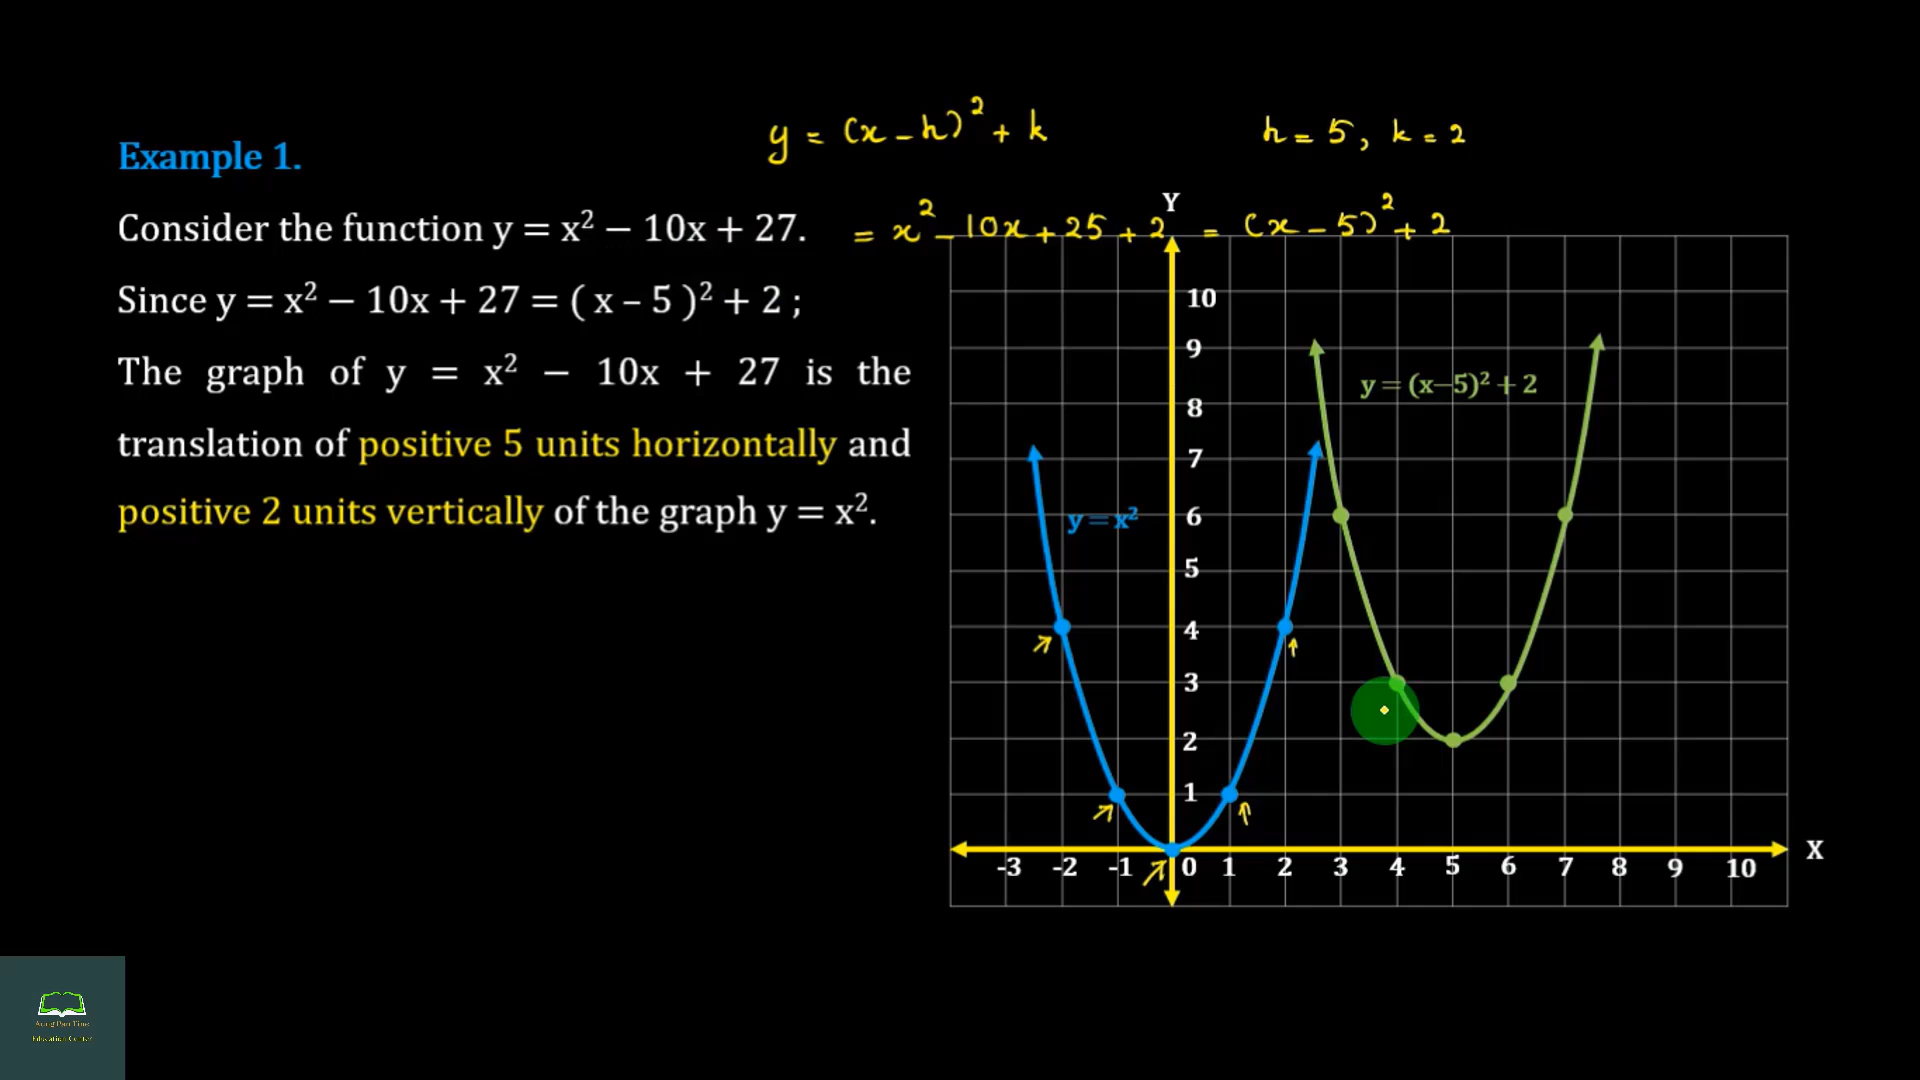 y = (x – h)² + k
h = 5, k = 2
Example 1.
Consider the function y = x² − 10x + 27.
= x² – 10x + 25 + 2 = (x – 5)² + 2
Since y = x² − 10x + 27 = ( x – 5 )² + 2 ;
The graph of y = x² − 10x + 27 is the
translation of positive 5 units horizontally and
positive 2 units vertically of the graph y = x².
Y
10
9
8
7
6
5
4
3
2
1
y = (x–5)² + 2
y = x²
-3 -2 -1 0 1 2 3 4 5 6 7 8 9 10
X
Education Center